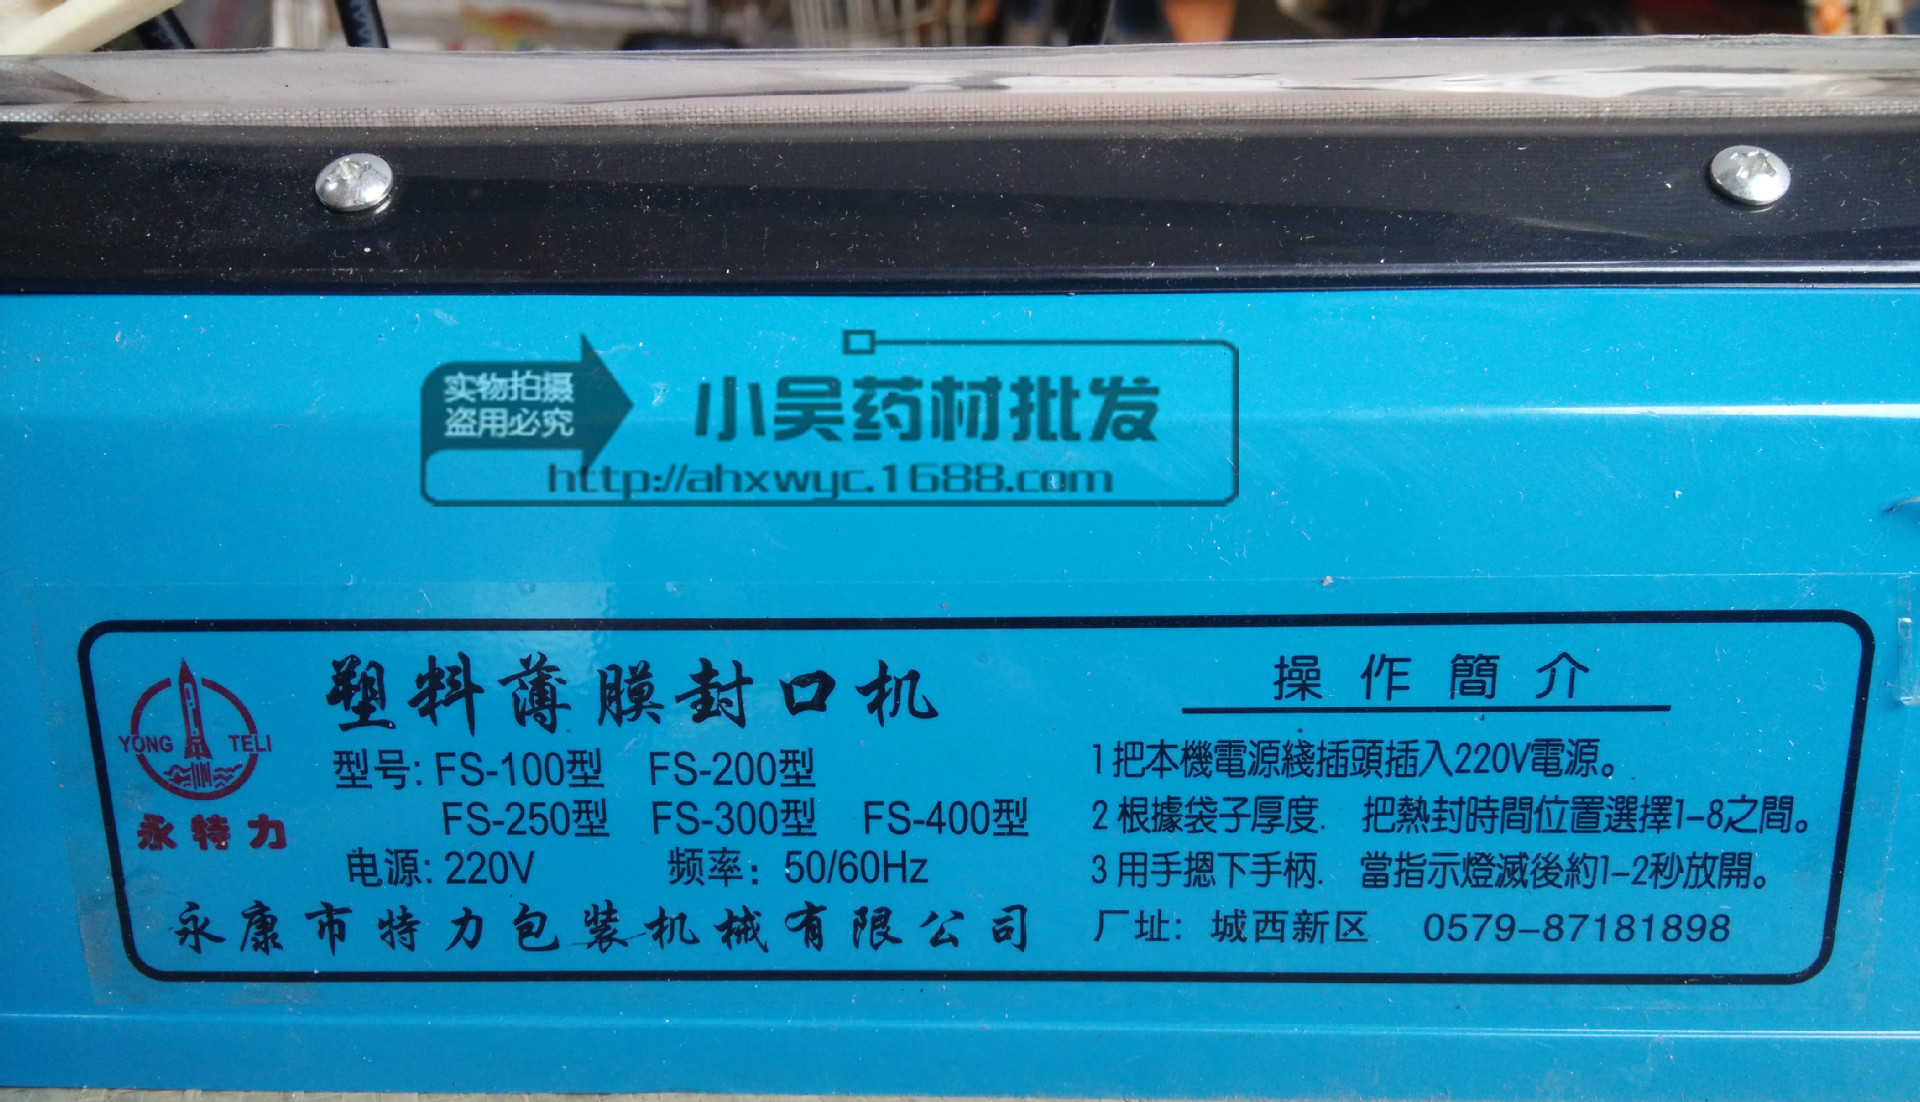 实物拍摄
盗用必究
小吴药材批发
http://ahxwyc.1688.com
YONG TELI
永特力
塑料薄膜封口机
型号: FS-100型 FS-200型
FS-250型 FS-300型 FS-400型
电源: 220V 频率: 50/60Hz
永康市特力包装机械有限公司
操作簡介
1 把本機電源綫插頭插入220V電源。
2 根據袋子厚度. 把熱封時間位置選擇1-8之間。
3 用手摁下手柄. 當指示燈滅後約1-2秒放開。
厂址: 城西新区 0579-87181898